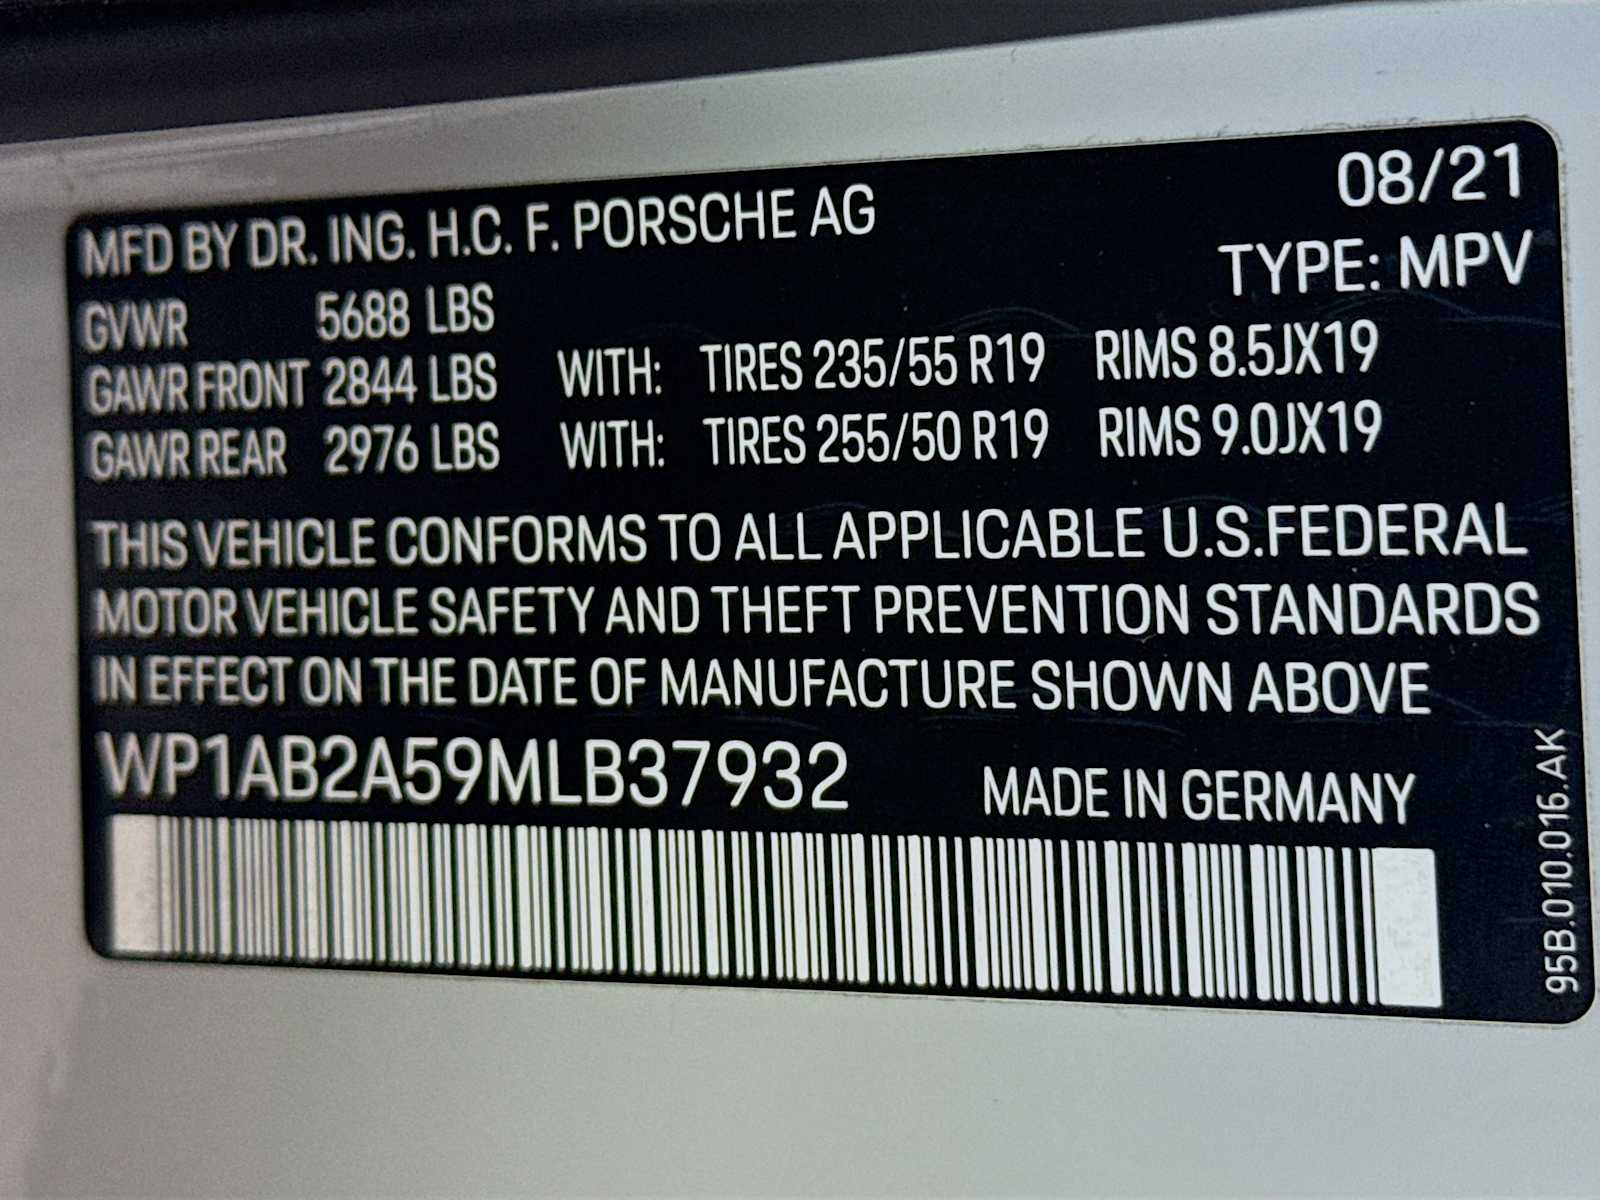 08/21
MFD BY DR. ING. H.C. F. PORSCHE AG
TYPE: MPV
GVWR 5688 LBS
GAWR FRONT 2844 LBS WITH: TIRES 235/55 R19 RIMS 8.5JX19
GAWR REAR 2976 LBS WITH: TIRES 255/50 R19 RIMS 9.0JX19
THIS VEHICLE CONFORMS TO ALL APPLICABLE U.S.FEDERAL
MOTOR VEHICLE SAFETY AND THEFT PREVENTION STANDARDS
IN EFFECT ON THE DATE OF MANUFACTURE SHOWN ABOVE
WP1AB2A59MLB37932
MADE IN GERMANY
95B.010.016.AK